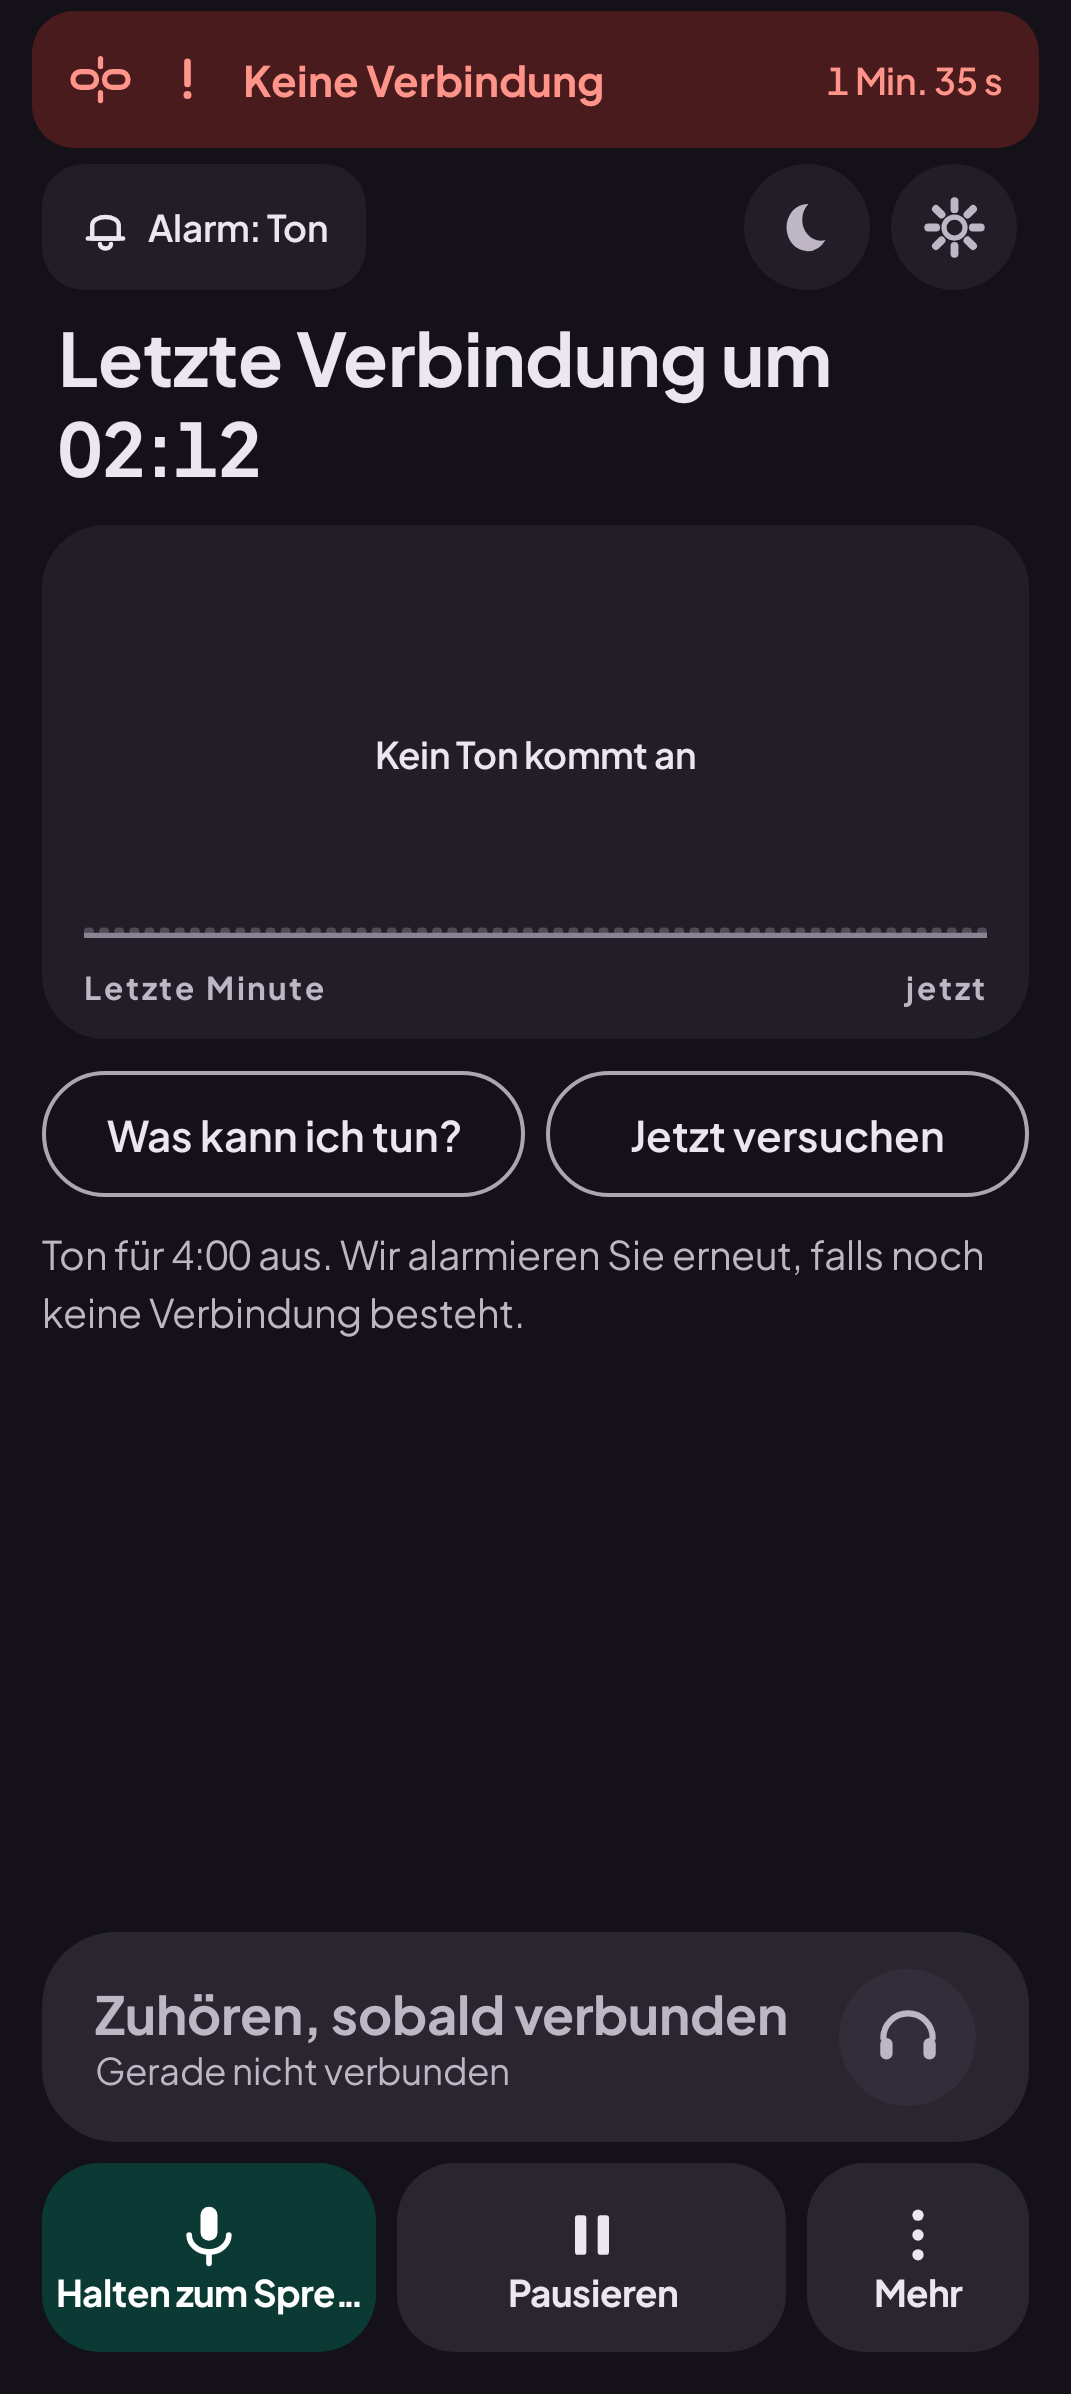 Keine Verbindung
1 Min. 35 s
Alarm: Ton
Letzte Verbindung um
02:12
Kein Ton kommt an
Letzte Minute
jetzt
Was kann ich tun?
Jetzt versuchen
Ton für 4:00 aus. Wir alarmieren Sie erneut, falls noch
keine Verbindung besteht.
Zuhören, sobald verbunden
Gerade nicht verbunden
Halten zum Spre…
Pausieren
Mehr